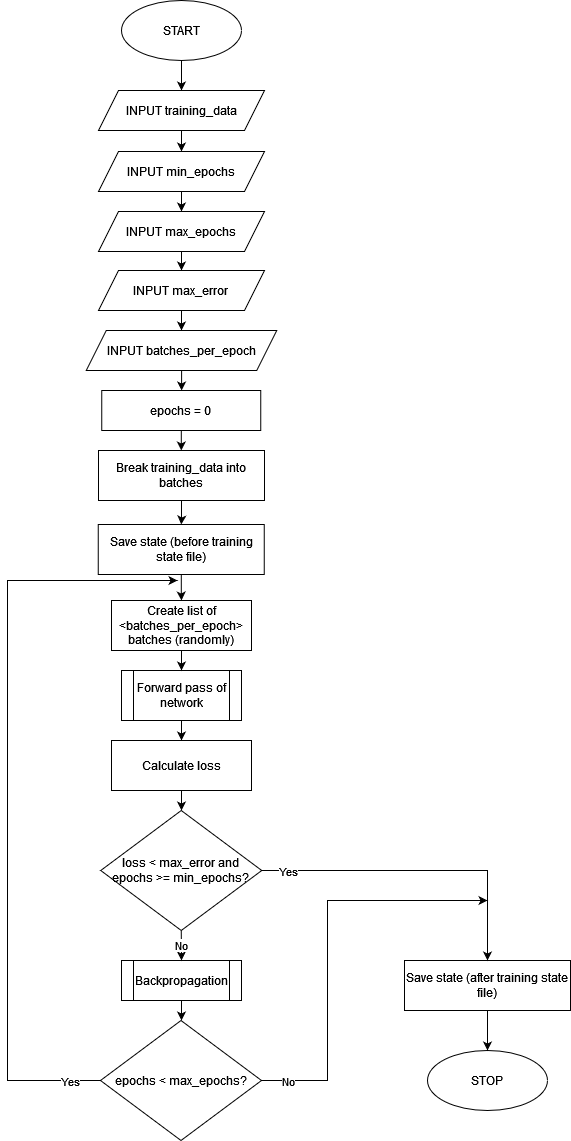 START
INPUT training_data
INPUT min_epochs
INPUT max_epochs
INPUT max_error
INPUT batches_per_epoch
epochs = 0
Break training_data into
batches
Save state (before training
state file)
Create list of
<batches_per_epoch>
batches (randomly)
Forward pass of
network
Calculate loss
loss < max_error and
epochs >= min_epochs?
Yes
No
Backpropagation
Save state (after training state
file)
epochs < max_epochs?
Yes
No
STOP